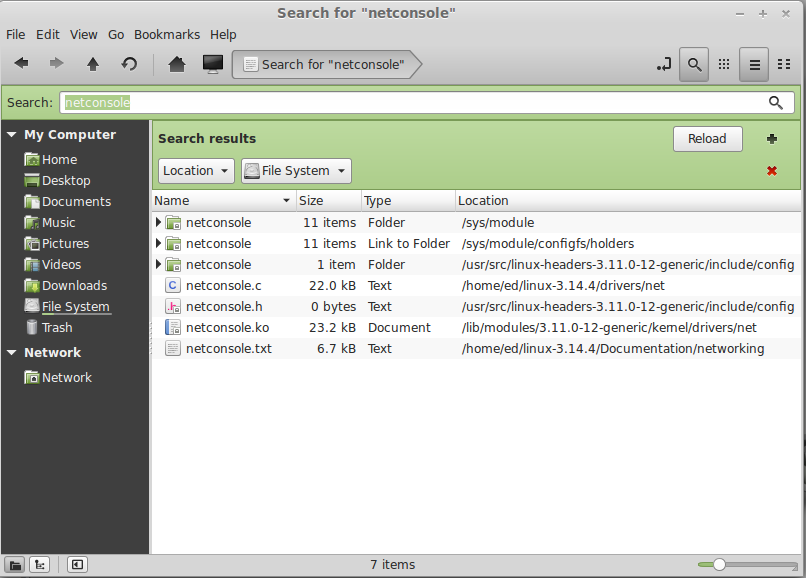 Search for "netconsole"
File Edit View Go Bookmarks Help
Search for "netconsole"
Search: netconsole
My Computer
Home
Desktop
Documents
Music
Pictures
Videos
Downloads
File System
Trash
Network
Network
Search results Reload
Location File System
Name Size Type Location
netconsole 11 items Folder /sys/module
netconsole 11 items Link to Folder /sys/module/configfs/holders
netconsole 1 item Folder /usr/src/linux-headers-3.11.0-12-generic/include/config
netconsole.c 22.0 kB Text /home/ed/linux-3.14.4/drivers/net
netconsole.h 0 bytes Text /usr/src/linux-headers-3.11.0-12-generic/include/config
netconsole.ko 23.2 kB Document /lib/modules/3.11.0-12-generic/kernel/drivers/net
netconsole.txt 6.7 kB Text /home/ed/linux-3.14.4/Documentation/networking
7 items